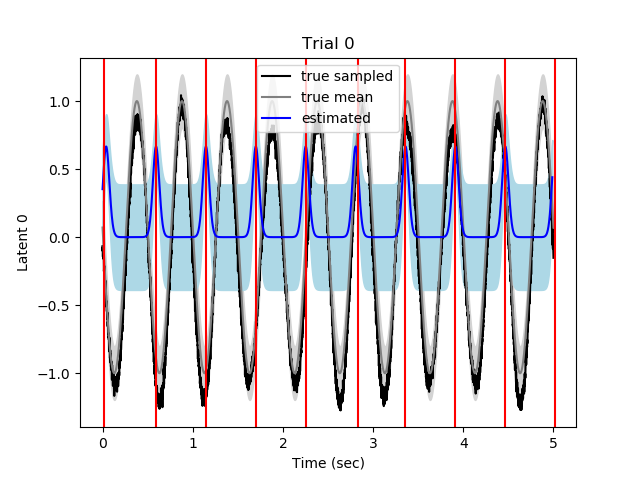 Trial 0
true sampled
true mean
estimated
Latent 0
1.0
0.5
0.0
−0.5
−1.0
0
1
2
3
4
5
Time (sec)